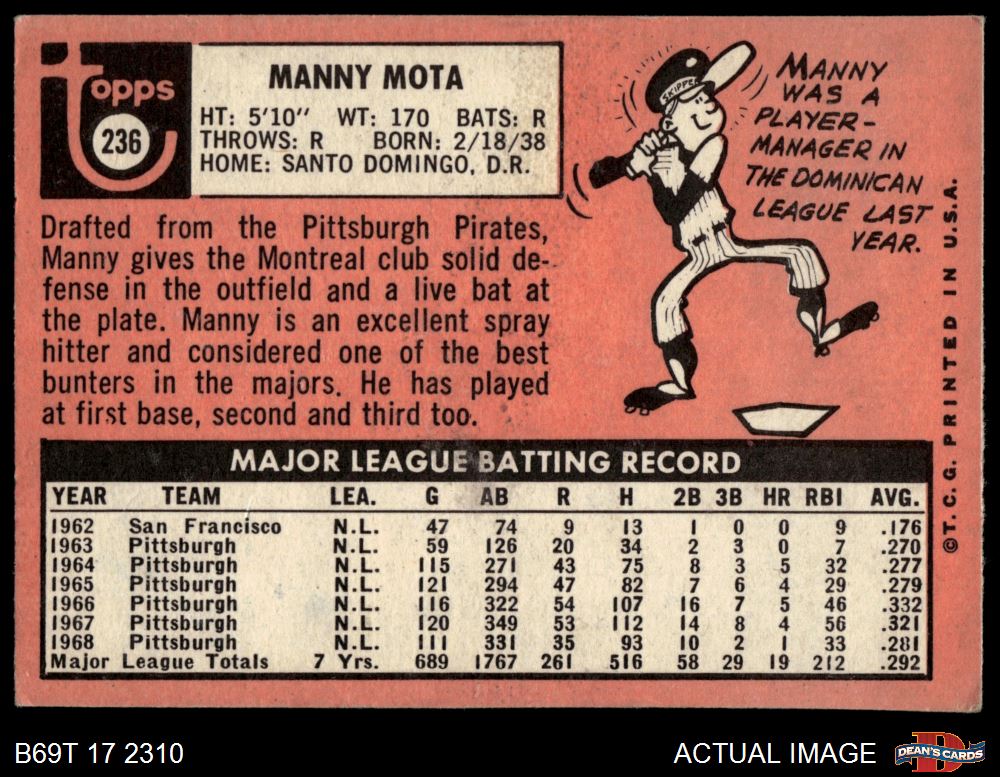 Topps
236
MANNY MOTA
HT: 5'10" WT: 170 BATS: R
THROWS: R BORN: 2/18/38
HOME: SANTO DOMINGO, D.R.
SKIPPER
MANNY
WAS A
PLAYER-
MANAGER IN
THE DOMINICAN
LEAGUE LAST
YEAR.
Drafted from the Pittsburgh Pirates,
Manny gives the Montreal club solid de-
fense in the outfield and a live bat at
the plate. Manny is an excellent spray
hitter and considered one of the best
bunters in the majors. He has played
at first base, second and third too.
MAJOR LEAGUE BATTING RECORD
YEAR TEAM LEA. G AB R H 2B 3B HR RBI AVG.
1962 San Francisco N.L. 47 74 9 13 1 0 0 9 .176
1963 Pittsburgh N.L. 59 126 20 34 2 3 0 7 .270
1964 Pittsburgh N.L. 115 271 43 75 8 3 5 32 .277
1965 Pittsburgh N.L. 121 294 47 82 7 6 4 29 .279
1966 Pittsburgh N.L. 116 322 54 107 16 7 5 46 .332
1967 Pittsburgh N.L. 120 349 53 112 14 8 4 56 .321
1968 Pittsburgh N.L. 111 331 35 93 10 2 1 33 .281
Major League Totals 7 Yrs. 689 1767 261 516 58 29 19 212 .292
©T. C. G. PRINTED IN U.S.A.
B69T 17 2310
ACTUAL IMAGE
DEAN'S CARDS